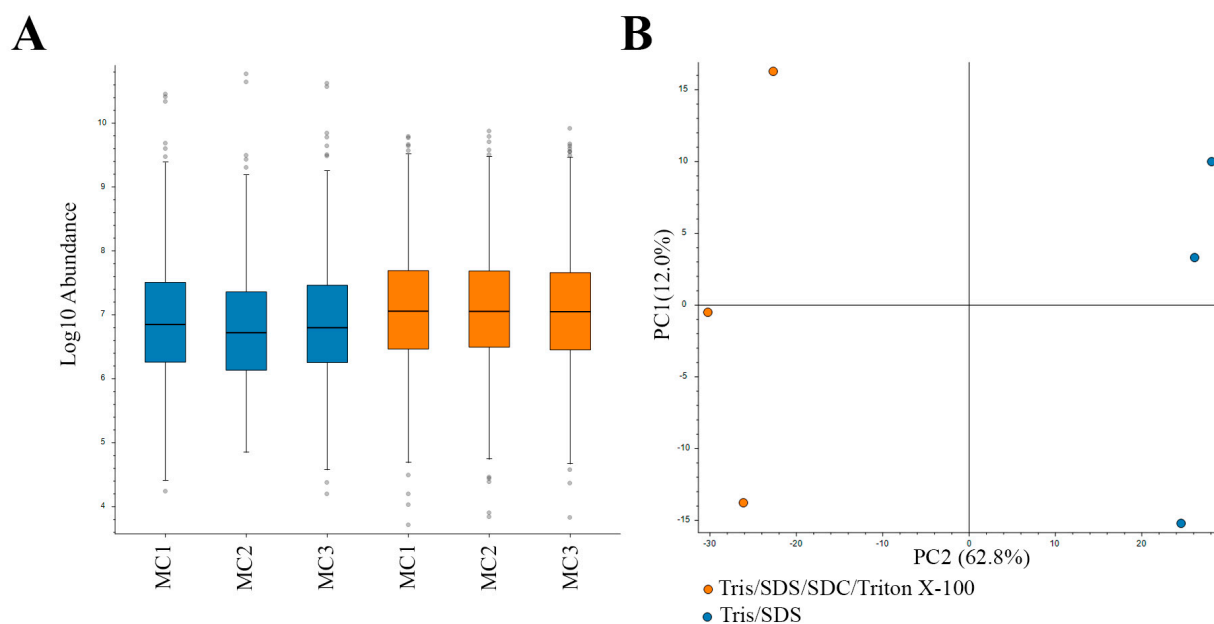 A
B
Log10 Abundance
10
9
8
7
6
5
4
MC1
MC2
MC3
MC1
MC2
MC3
PC1(12.0%)
15
10
5
0
-5
-10
-15
-30
-20
-10
0
10
20
PC2 (62.8%)
Tris/SDS/SDC/Triton X-100
Tris/SDS